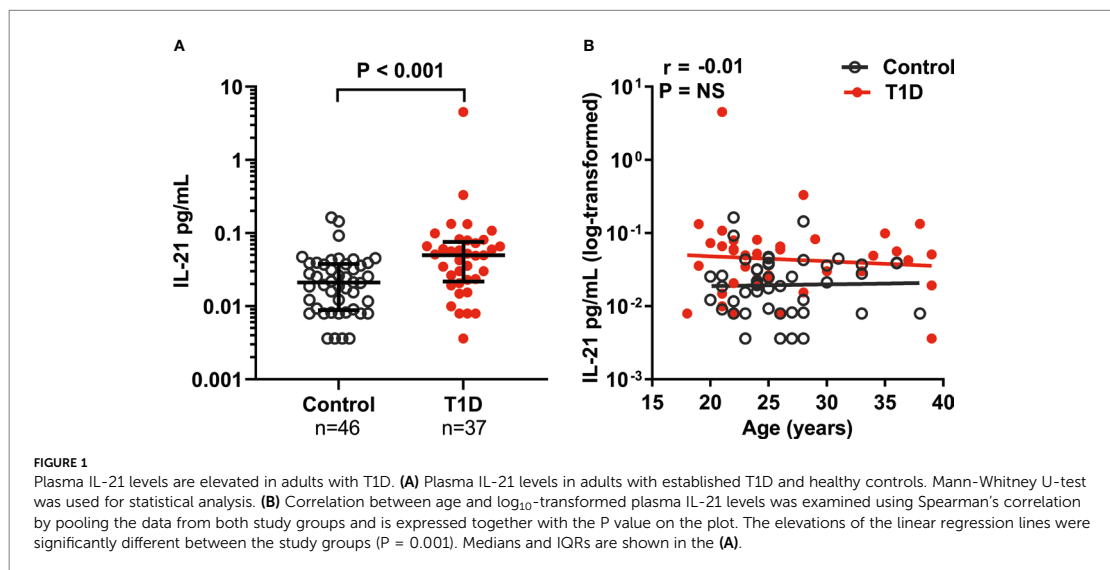 A
P < 0.001
10
1
0.1
0.01
0.001
IL-21 pg/mL
Control
n=46
T1D
n=37
B
r = -0.01
P = NS
Control
T1D
10¹
10⁰
10⁻¹
10⁻²
10⁻³
IL-21 pg/mL (log-transformed)
15 20 25 30 35 40
Age (years)
FIGURE 1
Plasma IL-21 levels are elevated in adults with T1D. (A) Plasma IL-21 levels in adults with established T1D and healthy controls. Mann-Whitney U-test
was used for statistical analysis. (B) Correlation between age and log₁₀-transformed plasma IL-21 levels was examined using Spearman’s correlation
by pooling the data from both study groups and is expressed together with the P value on the plot. The elevations of the linear regression lines were
significantly different between the study groups (P = 0.001). Medians and IQRs are shown in the (A).